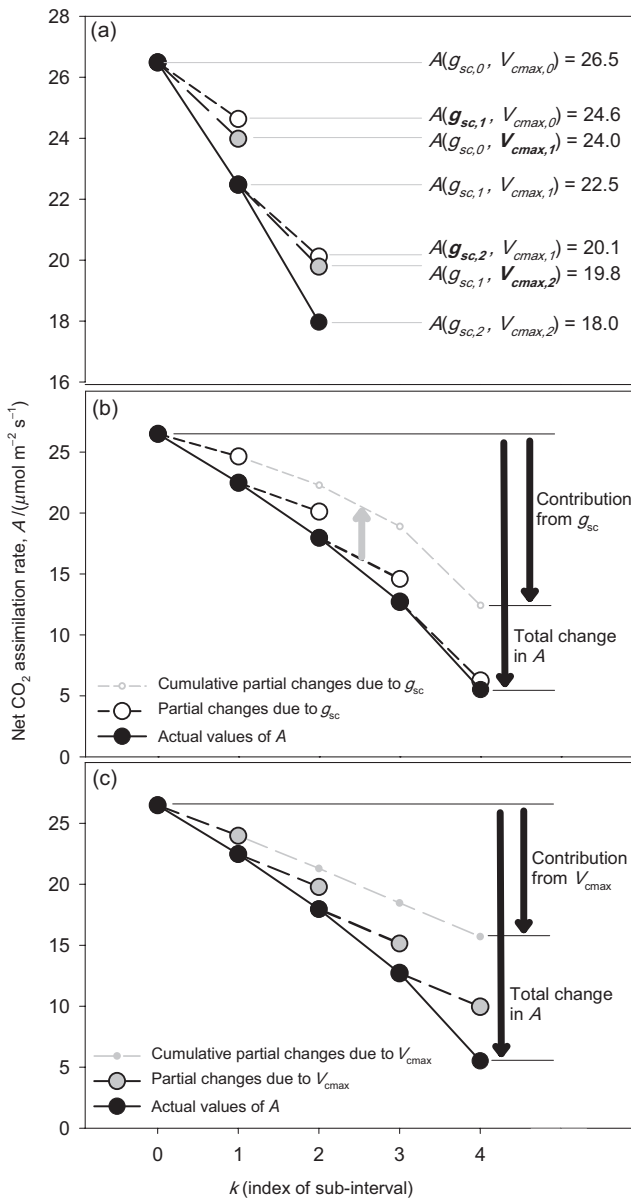 (a)
28
26
24
22
20
18
16
A(gsc,0, Vcmax,0) = 26.5
A(gsc,1, Vcmax,0) = 24.6
A(gsc,0, Vcmax,1) = 24.0
A(gsc,1, Vcmax,1) = 22.5
A(gsc,2, Vcmax,1) = 20.1
A(gsc,1, Vcmax,2) = 19.8
A(gsc,2, Vcmax,2) = 18.0
Net CO2 assimilation rate, A /(μmol m−2 s−1)
(b)
25
20
15
10
5
0
Contribution
from gsc
Total change
in A
Cumulative partial changes due to gsc
Partial changes due to gsc
Actual values of A
(c)
25
20
15
10
5
0
Contribution
from Vcmax
Total change
in A
Cumulative partial changes due to Vcmax
Partial changes due to Vcmax
Actual values of A
0 1 2 3 4
k (index of sub-interval)